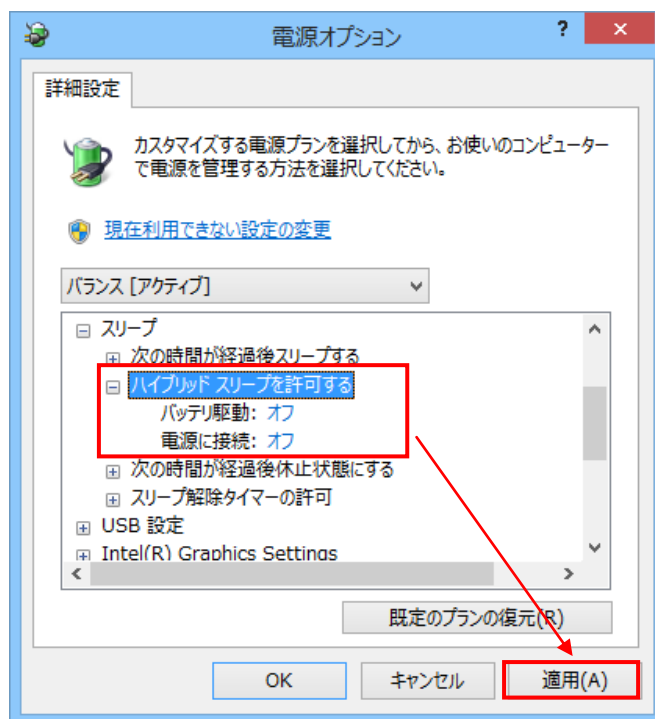 電源オプション
?
×
詳細設定
カスタマイズする電源プランを選択してから、お使いのコンピューター
で電源を管理する方法を選択してください。
現在利用できない設定の変更
バランス [アクティブ]
スリープ
次の時間が経過後スリープする
ハイブリッド スリープを許可する
バッテリ駆動: オフ
電源に接続: オフ
次の時間が経過後休止状態にする
スリープ解除タイマーの許可
USB 設定
Intel(R) Graphics Settings
既定のプランの復元(R)
OK
キャンセル
適用(A)